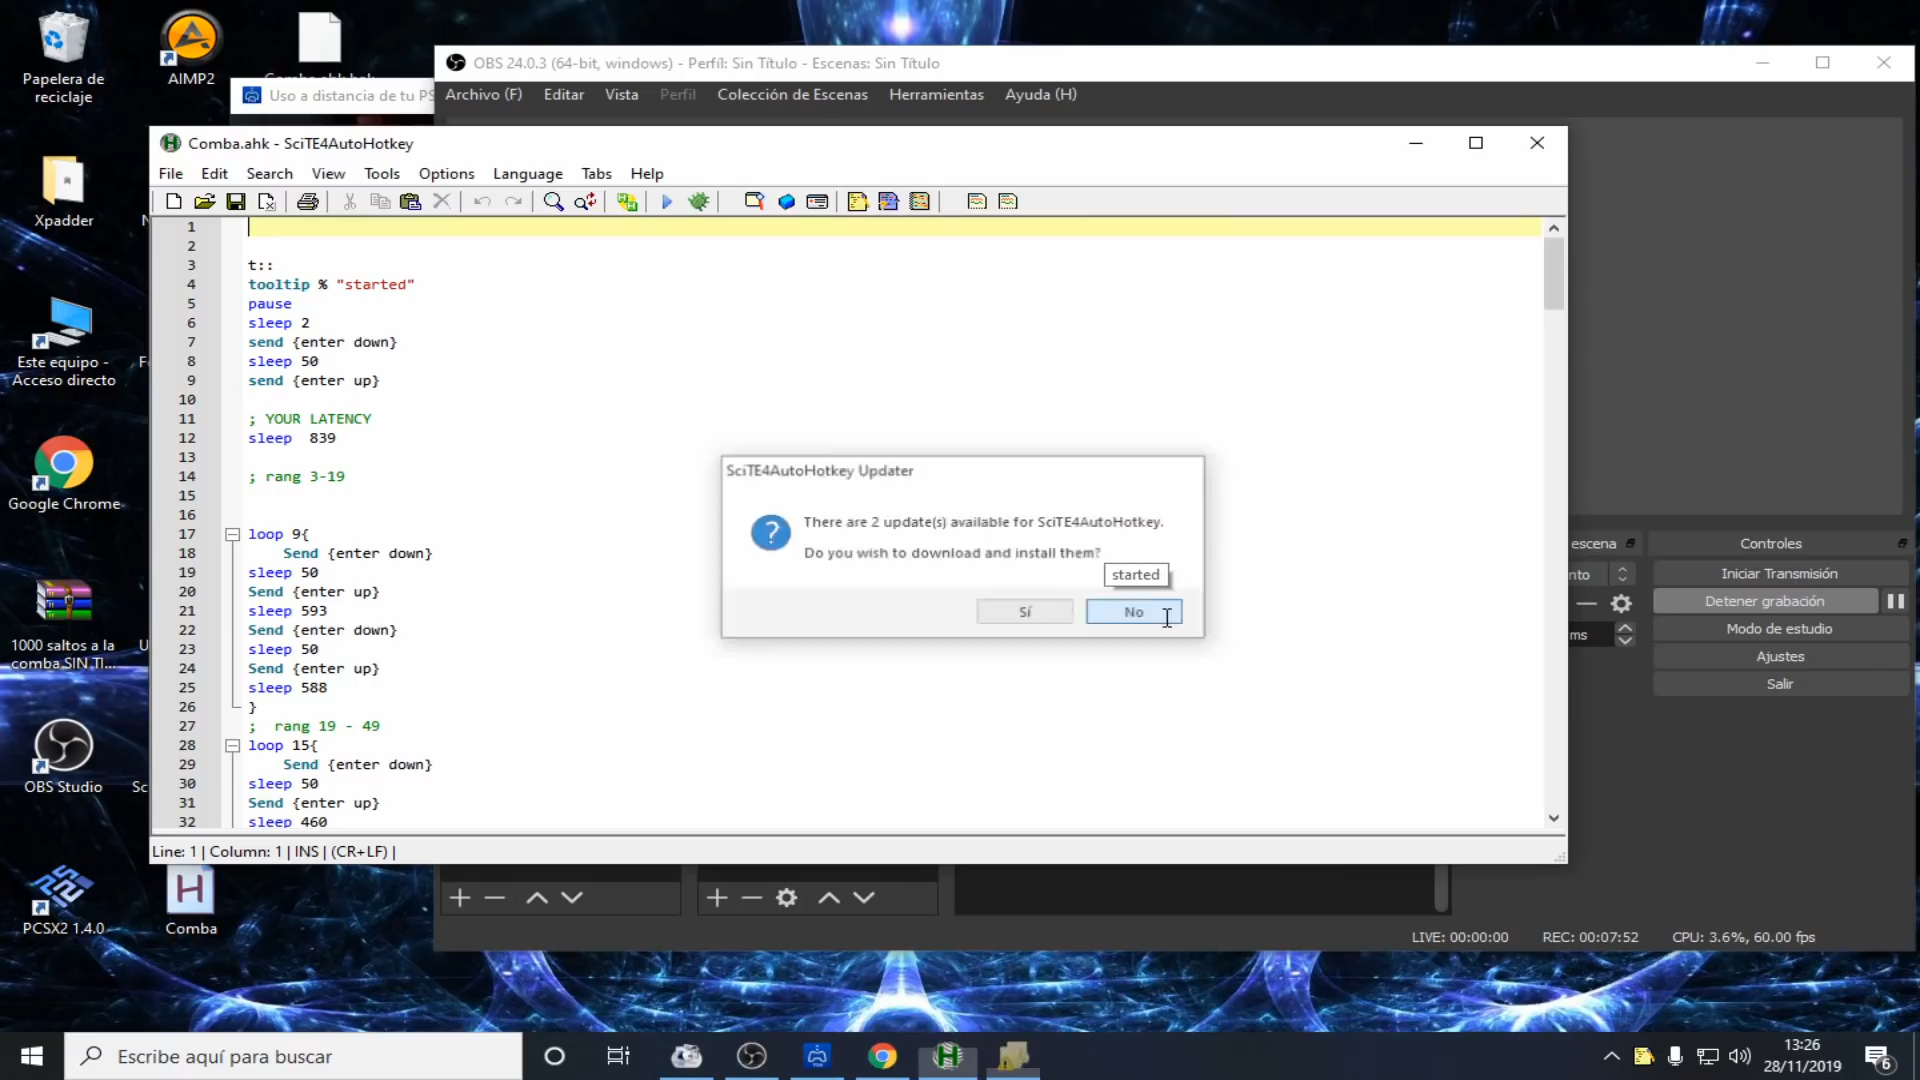 Papelera de
reciclaje
AIMP2
Xpadder
Este equipo -
Acceso directo
Google Chrome
1000 saltos a la
comba SIN TI...
OBS Studio
PCSX2 1.4.0
Comba
Uso a distancia de tu PS
OBS 24.0.3 (64-bit, windows) - Perfil: Sin Título - Escenas: Sin Título
Archivo (F) Editar Vista Perfil Colección de Escenas Herramientas Ayuda (H)
Comba.ahk - SciTE4AutoHotkey
File Edit Search View Tools Options Language Tabs Help
1
2
3 t::
4 tooltip % "started"
5 pause
6 sleep 2
7 send {enter down}
8 sleep 50
9 send {enter up}
10
11 ; YOUR LATENCY
12 sleep  839
13
14 ; rang 3-19
15
16
17 loop 9{
18 Send {enter down}
19 sleep 50
20 Send {enter up}
21 sleep 593
22 Send {enter down}
23 sleep 50
24 Send {enter up}
25 sleep 588
26 }
27 ;  rang 19 - 49
28 loop 15{
29 Send {enter down}
30 sleep 50
31 Send {enter up}
32 sleep 460
Line: 1 | Column: 1 | INS | (CR+LF) |
SciTE4AutoHotkey Updater
There are 2 update(s) available for SciTE4AutoHotkey.
Do you wish to download and install them?
started
Sí No
escena
nto
ms
Controles
Iniciar Transmisión
Detener grabación
Modo de estudio
Ajustes
Salir
LIVE: 00:00:00 REC: 00:07:52 CPU: 3.6%, 60.00 fps
Escribe aquí para buscar
13:26
28/11/2019
6